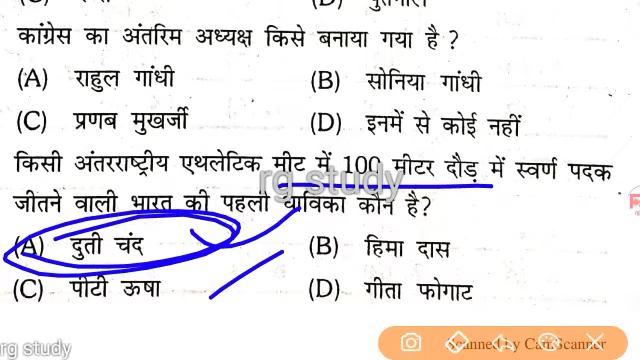 कांग्रेस का अंतरिम अध्यक्ष किसे बनाया गया है ?
(A) राहुल गांधी (B) सोनिया गांधी
(C) प्रणब मुखर्जी (D) इनमें से कोई नहीं
किसी अंतरराष्ट्रीय एथलेटिक मीट में 100 मीटर दौड़ में स्वर्ण पदक
rg study
जीतने वाली भारत की पहली धाविका कौन है?
(A) दुती चंद (B) हिमा दास
(C) पीटी ऊषा (D) गीता फोगाट
rg study
Scanned by CamScanner